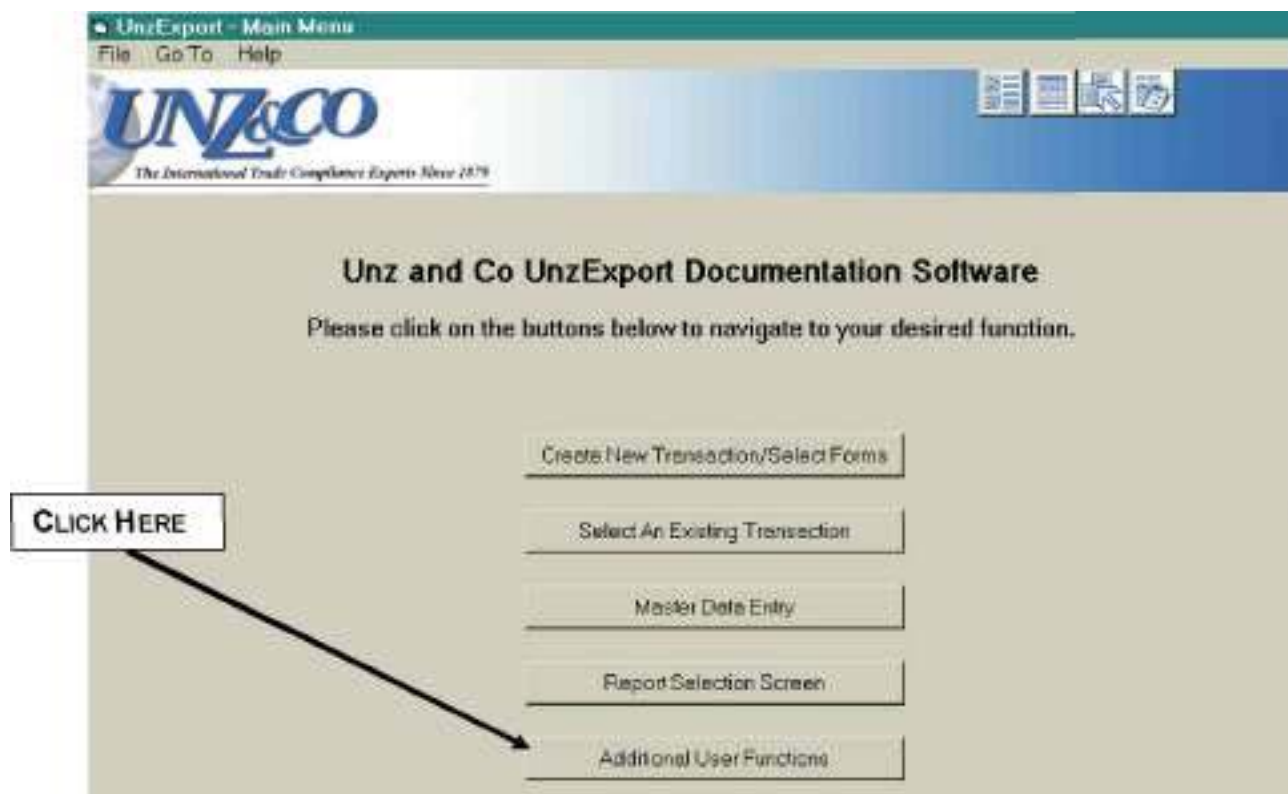 UnzExport - Main Menu
File Go To Help
UNZ&CO
The International Trade Compliance Experts Since 1879
Unz and Co UnzExport Documentation Software
Please click on the buttons below to navigate to your desired function.
Create New Transaction/Select Forms
CLICK HERE
Select An Existing Transaction
Master Data Entry
Report Selection Screen
Additional User Functions